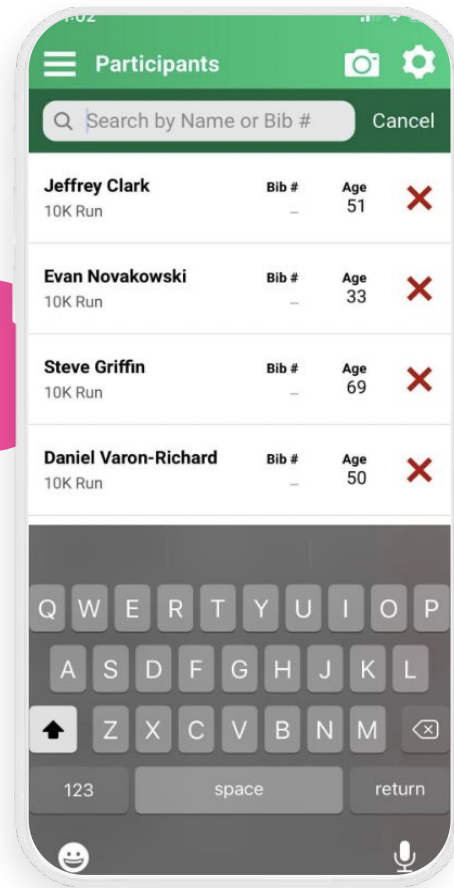 Participants
Search by Name or Bib #
Cancel
Jeffrey Clark Bib # Age
10K Run – 51
Evan Novakowski Bib # Age
10K Run – 33
Steve Griffin Bib # Age
10K Run – 69
Daniel Varon-Richard Bib # Age
10K Run – 50
Q W E R T Y U I O P
A S D F G H J K L
Z X C V B N M
123 space return